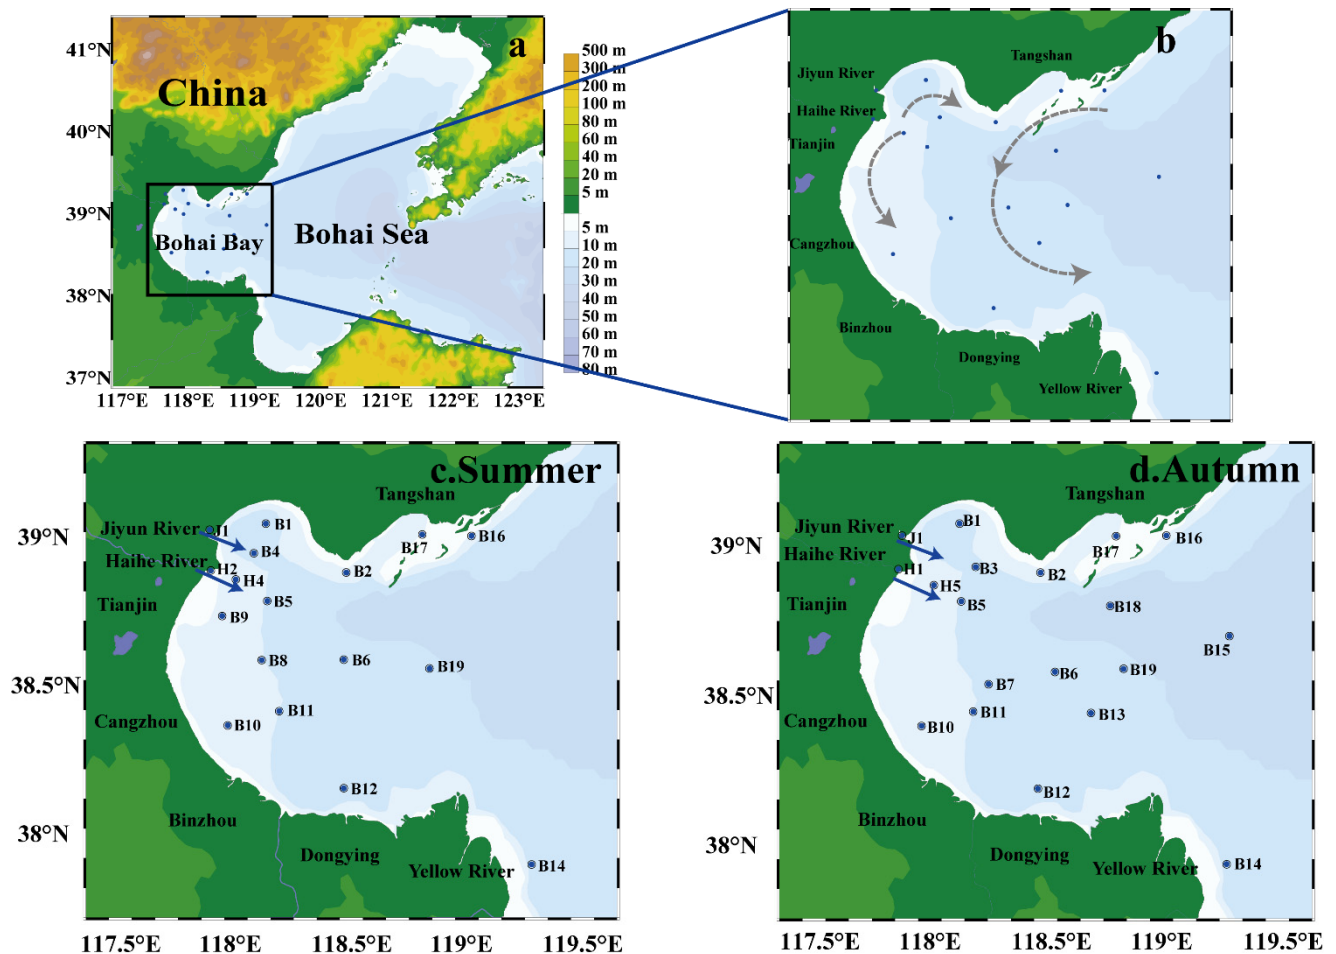 a
41°N
40°N
39°N
38°N
37°N
117°E
118°E
119°E
120°E
121°E
122°E
123°E
China
Bohai Bay
Bohai Sea
500 m
300 m
200 m
100 m
80 m
60 m
40 m
20 m
5 m
5 m
10 m
20 m
30 m
40 m
50 m
60 m
70 m
80 m
b
Tangshan
Jiyun River
Haihe River
Tianjin
Cangzhou
Binzhou
Dongying
Yellow River
c.Summer
Tangshan
Jiyun River
J1
B1
B17
B16
B4
Haihe River
H2
H4
B2
Tianjin
B5
B9
B8
B6
B19
B11
Cangzhou
B10
B12
Binzhou
Dongying
Yellow River
B14
39°N
38.5°N
38°N
117.5°E
118°E
118.5°E
119°E
119.5°E
d.Autumn
Tangshan
Jiyun River
J1
B1
B17
B16
Haihe River
H1
B3
B2
H5
Tianjin
B5
B18
B15
B6
B19
B7
B11
B13
Cangzhou
B10
B12
Binzhou
Dongying
Yellow River
B14
39°N
38.5°N
38°N
117.5°E
118°E
118.5°E
119°E
119.5°E